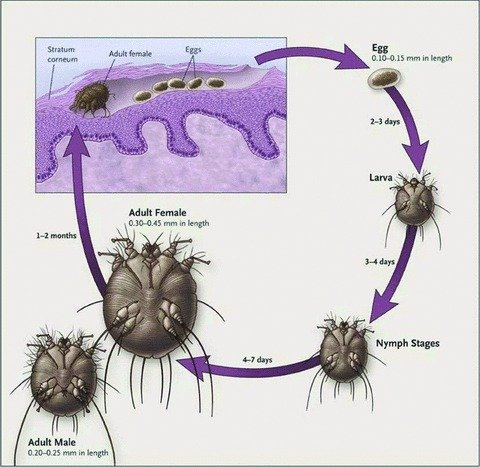 Stratum
corneum
Adult female
Eggs
Egg
0.10–0.15 mm in length
2–3 days
Larva
3–4 days
Nymph Stages
4–7 days
Adult Female
0.30–0.45 mm in length
1–2 months
Adult Male
0.20–0.25 mm in length